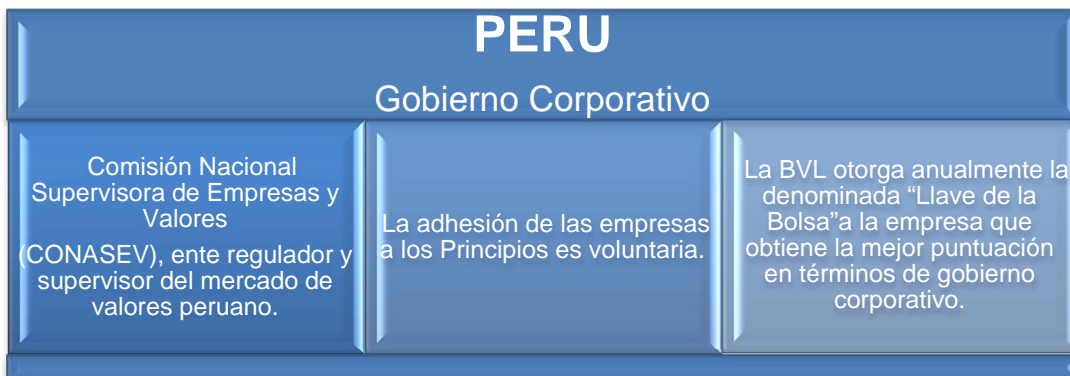 PERU
Gobierno Corporativo
Comisión Nacional
Supervisora de Empresas y
Valores
(CONASEV), ente regulador y
supervisor del mercado de
valores peruano.
La adhesión de las empresas
a los Principios es voluntaria.
La BVL otorga anualmente la
denominada “Llave de la
Bolsa”a la empresa que
obtiene la mejor puntuación
en términos de gobierno
corporativo.